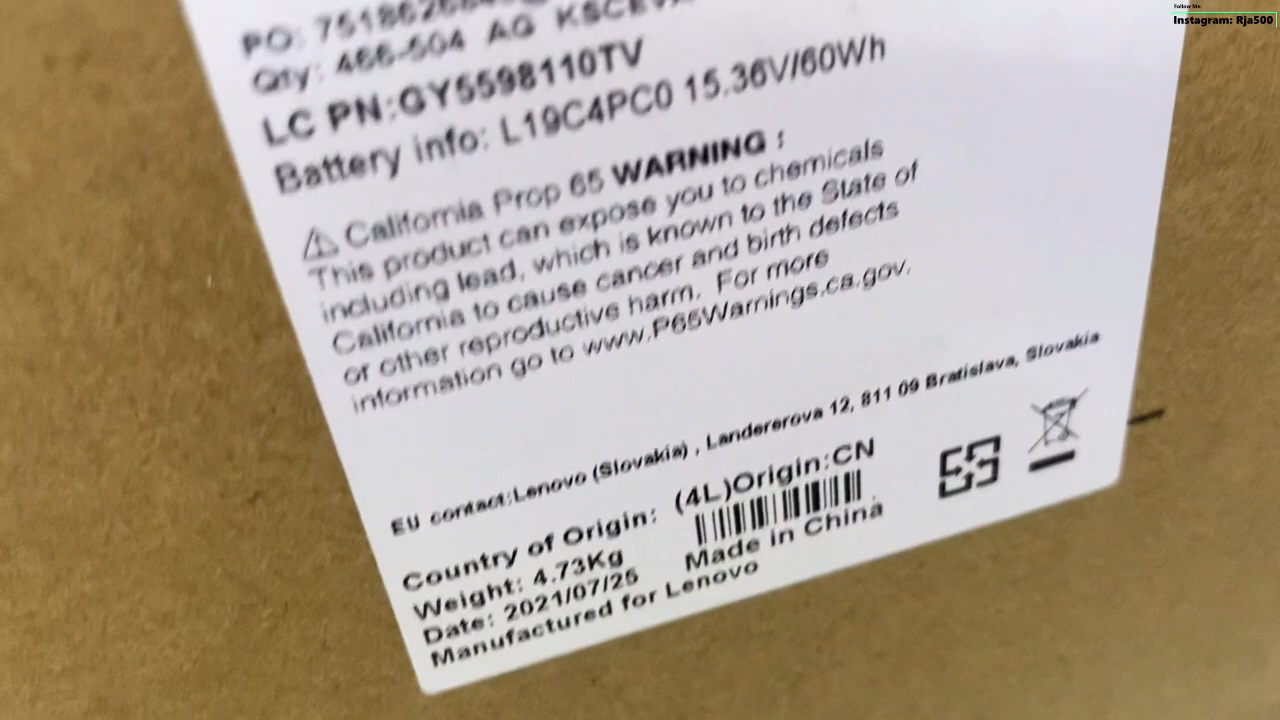 Follow Me:
Instagram: Rja500
PO:
Qty: 466-504 AG
LC PN:GY5598110TV
Battery info: L19C4PC0 15.36V/60Wh
⚠ California Prop 65 WARNING :
This product can expose you to chemicals
including lead, which is known to the State of
California to cause cancer and birth defects
or other reproductive harm. For more
information go to www.P65Warnings.ca.gov.
EU contact:Lenovo (Slovakia) , Landererova 12, 811 09 Bratislava, Slovakia
Country of Origin: (4L)Origin:CN
Made in China
Weight: 4.73Kg
Date: 2021/07/25
Manufactured for Lenovo